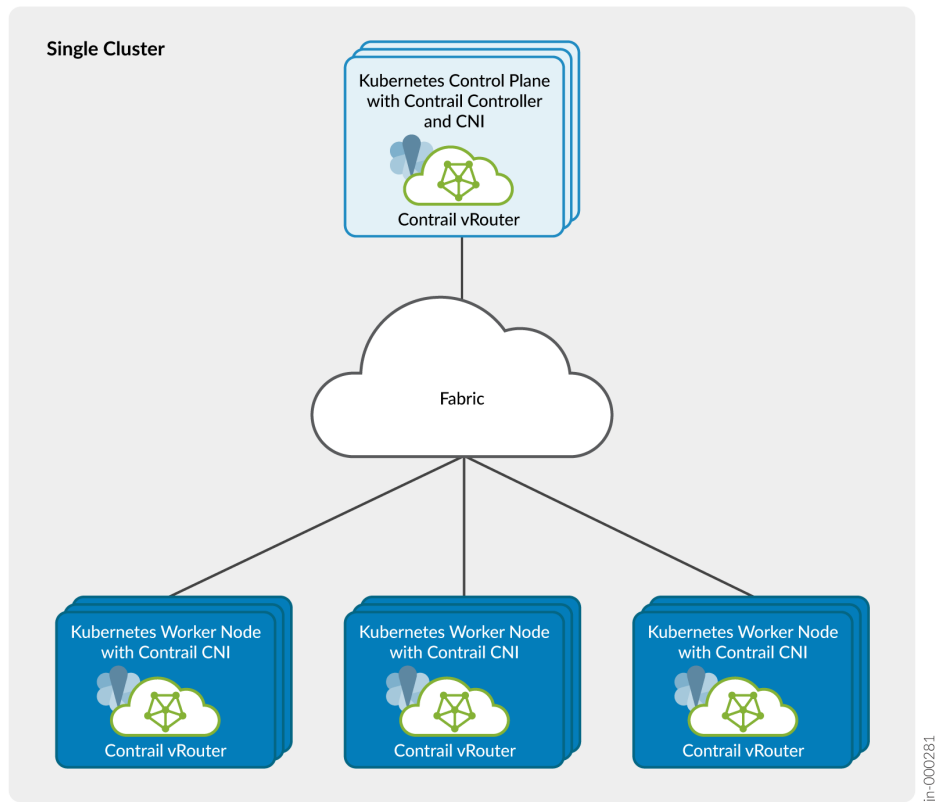 Single Cluster
Kubernetes Control Plane
with Contrail Controller
and CNI
Contrail vRouter
Fabric
Kubernetes Worker Node
with Contrail CNI
Contrail vRouter
Kubernetes Worker Node
with Contrail CNI
Contrail vRouter
Kubernetes Worker Node
with Contrail CNI
Contrail vRouter
jn-000281